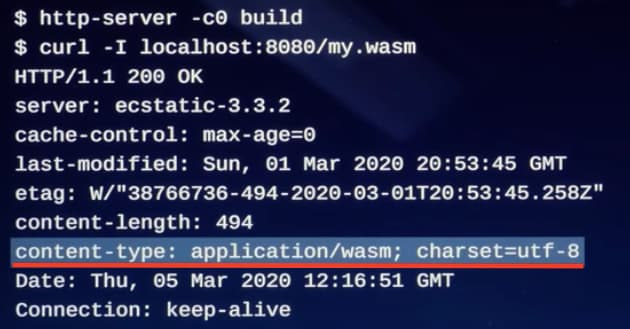 $ http-server -c0 build
$ curl -I localhost:8080/my.wasm
HTTP/1.1 200 OK
server: ecstatic-3.3.2
cache-control: max-age=0
last-modified: Sun, 01 Mar 2020 20:53:45 GMT
etag: W/"38766736-494-2020-03-01T20:53:45.258Z"
content-length: 494
content-type: application/wasm; charset=utf-8
Date: Thu, 05 Mar 2020 12:16:51 GMT
Connection: keep-alive